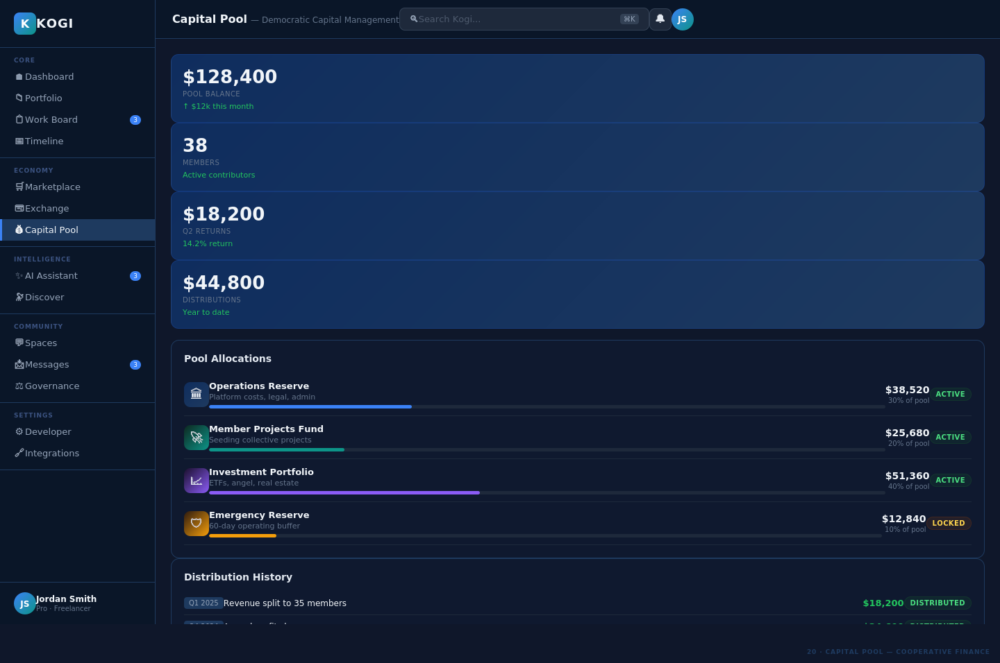 K KOGI
CORE
Dashboard
Portfolio
Work Board 3
Timeline
ECONOMY
Marketplace
Exchange
Capital Pool
INTELLIGENCE
AI Assistant 3
Discover
COMMUNITY
Spaces
Messages 3
Governance
SETTINGS
Developer
Integrations
JS Jordan Smith
Pro · Freelancer
Capital Pool — Democratic Capital Management
Search Kogi... ⌘K
JS
$128,400
POOL BALANCE
↑ $12k this month
38
MEMBERS
Active contributors
$18,200
Q2 RETURNS
14.2% return
$44,800
DISTRIBUTIONS
Year to date
Pool Allocations
Operations Reserve
Platform costs, legal, admin
$38,520
30% of pool
ACTIVE
Member Projects Fund
Seeding collective projects
$25,680
20% of pool
ACTIVE
Investment Portfolio
ETFs, angel, real estate
$51,360
40% of pool
ACTIVE
Emergency Reserve
60-day operating buffer
$12,840
10% of pool
LOCKED
Distribution History
Q1 2025 Revenue split to 35 members $18,200 DISTRIBUTED
20 · CAPITAL POOL — COOPERATIVE FINANCE